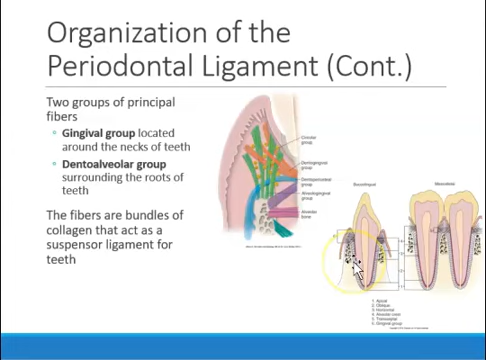 Organization of the
Periodontal Ligament (Cont.)
Two groups of principal
fibers
Gingival group located
around the necks of teeth
Dentoalveolar group
surrounding the roots of
teeth
The fibers are bundles of
collagen that act as a
suspensor ligament for
teeth
Circular
group
Dentogingival
group
Dentoperiosteal
group
Alveologingival
group
Alveolar
bone
Buccolingual
Mesiodistal
1. Apical
2. Oblique
3. Horizontal
4. Alveolar crest
5. Transseptal
6. Gingival group